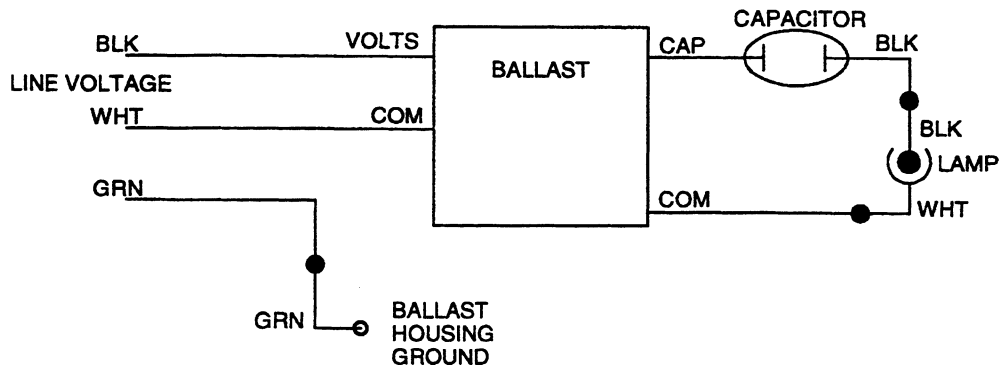 CAPACITOR
BLK
VOLTS
CAP
BLK
BALLAST
LINE VOLTAGE
WHT
COM
BLK
LAMP
GRN
COM
WHT
GRN
BALLAST
HOUSING
GROUND